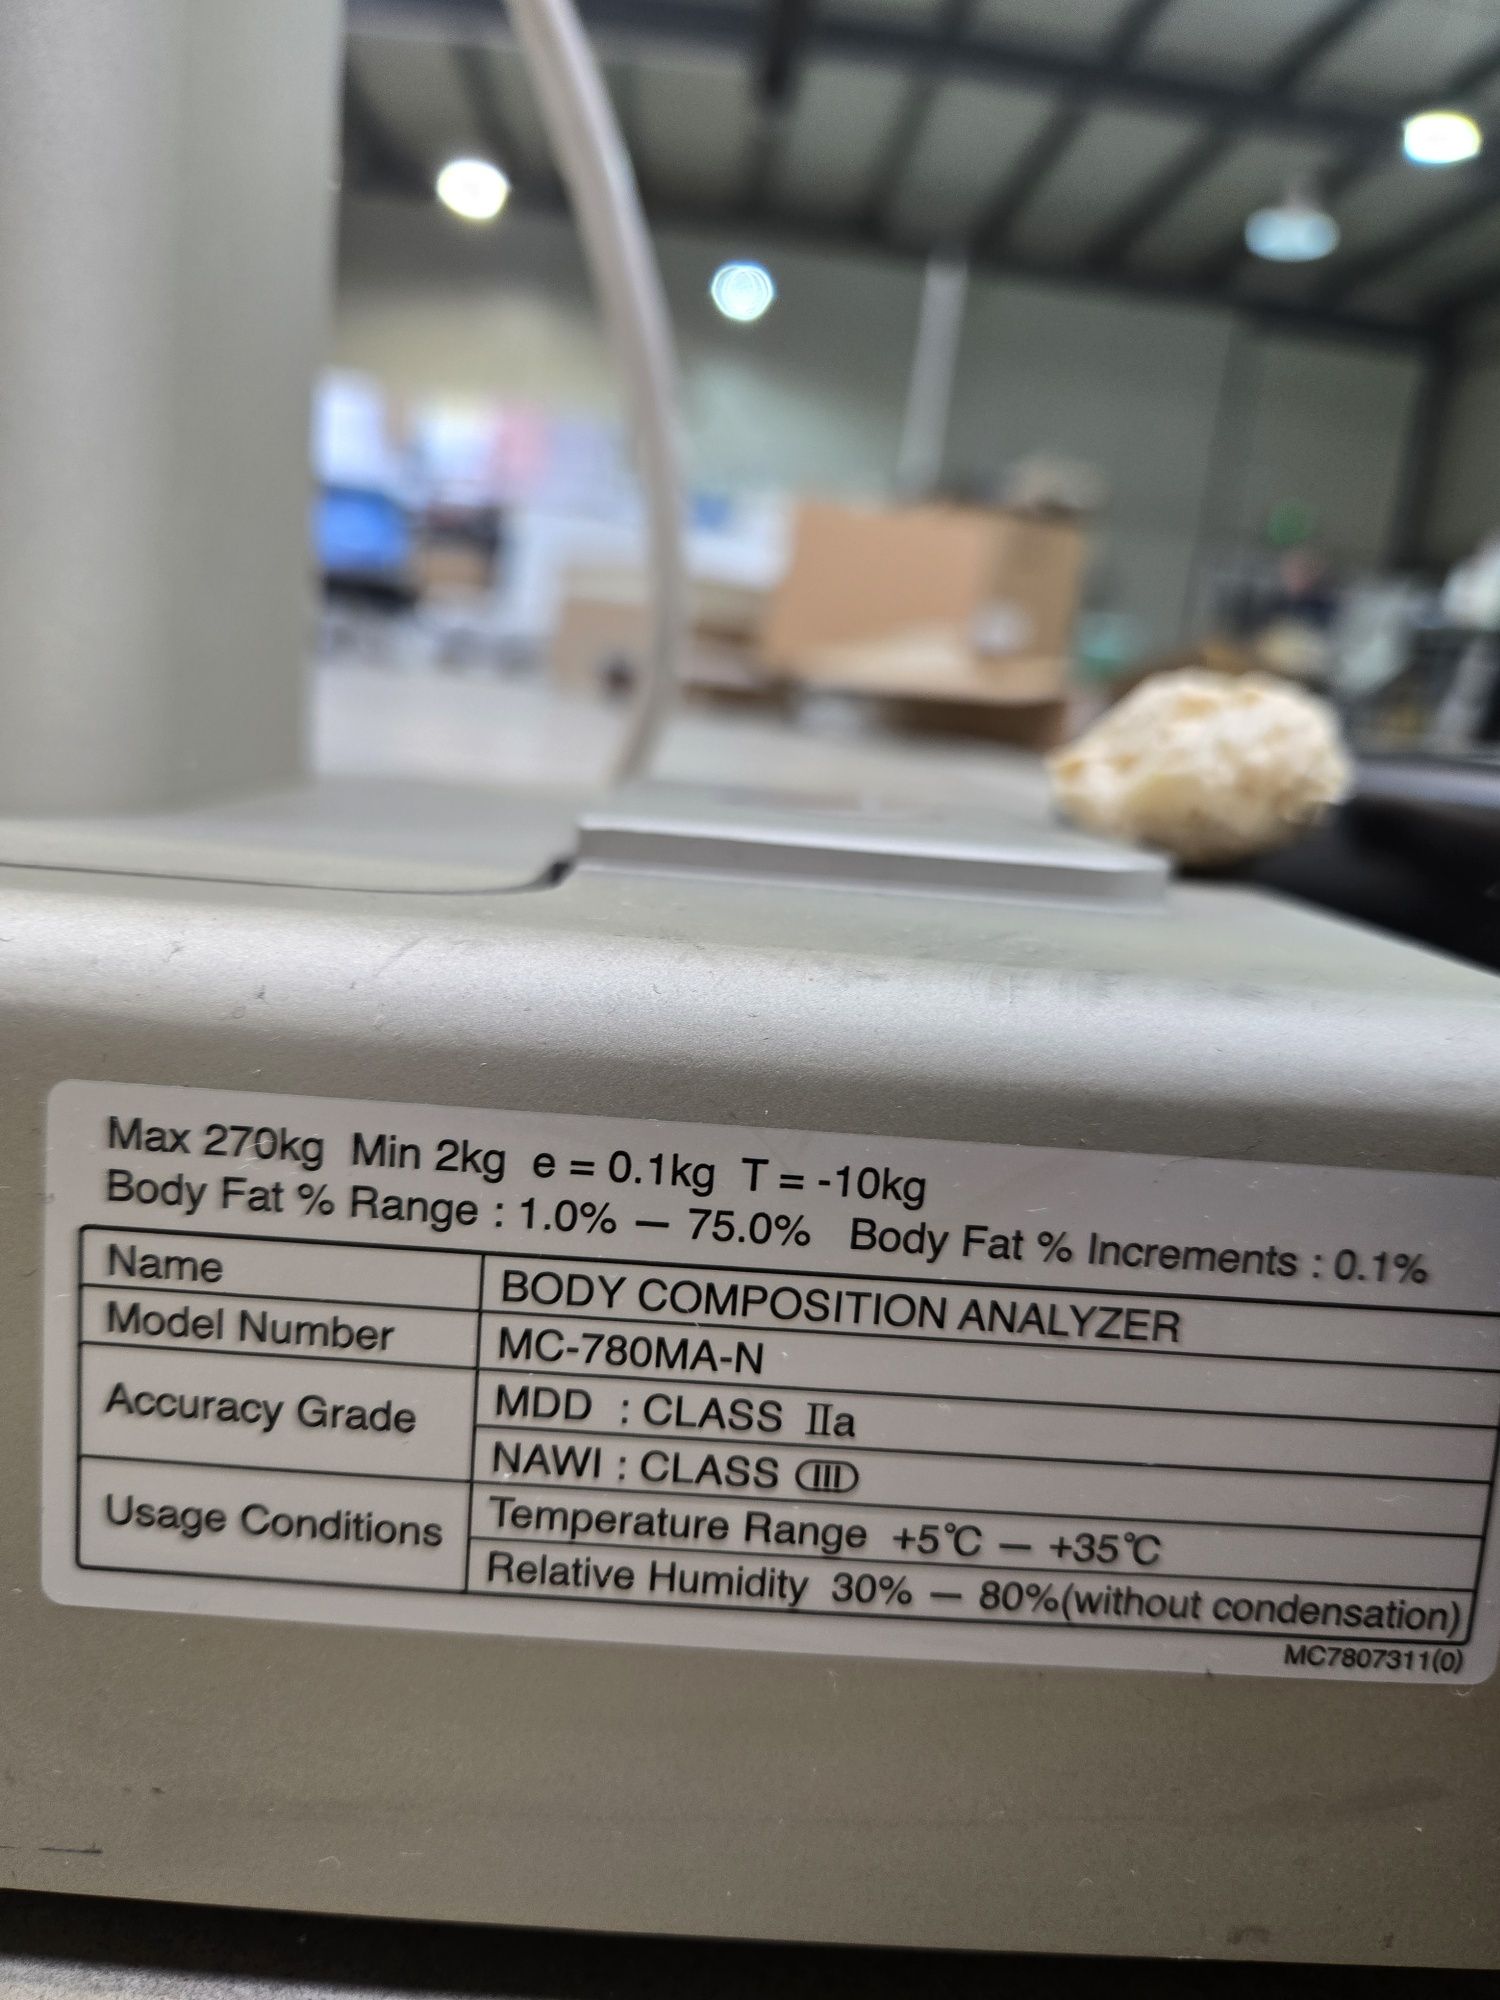 Max 270kg Min 2kg e = 0.1kg T = -10kg
Body Fat % Range : 1.0% — 75.0% Body Fat % Increments : 0.1%
Name BODY COMPOSITION ANALYZER
Model Number MC-780MA-N
Accuracy Grade MDD : CLASS IIa
NAWI : CLASS III
Usage Conditions Temperature Range +5℃ — +35℃
Relative Humidity 30% — 80%(without condensation)
MC7807311(0)